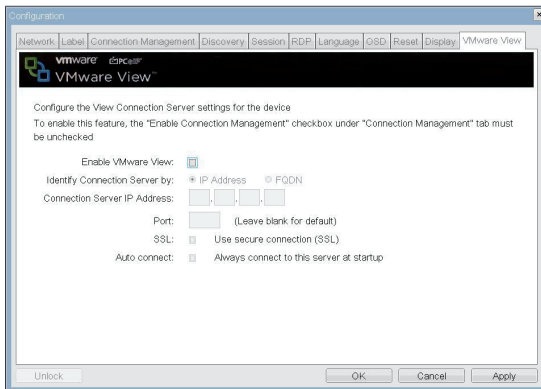 Configuration
Network Label Connection Management Discovery Session RDP Language OSD Reset Display VMware View
vmware PCoIP
VMware View™
Configure the View Connection Server settings for the device
To enable this feature, the "Enable Connection Management" checkbox under "Connection Management" tab must
be unchecked
Enable VMware View:
Identify Connection Server by: IP Address FQDN
Connection Server IP Address: . . .
Port: (Leave blank for default)
SSL: Use secure connection (SSL)
Auto connect: Always connect to this server at startup
Unlock OK Cancel Apply